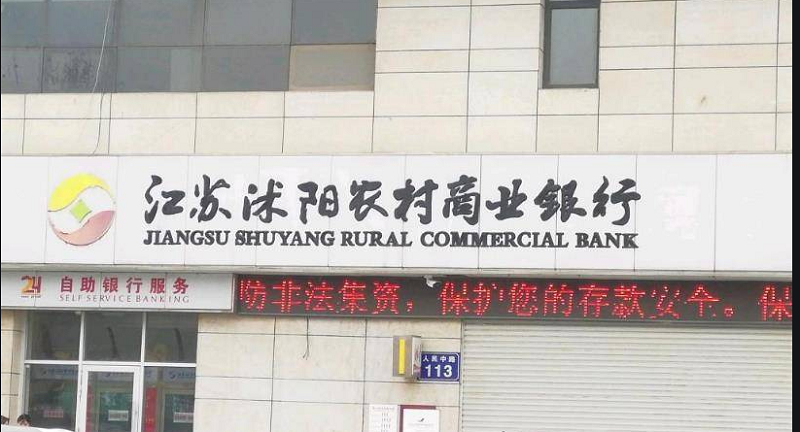 江苏沭阳农村商业银行
JIANGSU SHUYANG RURAL COMMERCIAL BANK
24 自助银行服务
SELF SERVICE BANKING
防非法集资，保护您的存款安全。保
人民中路
113